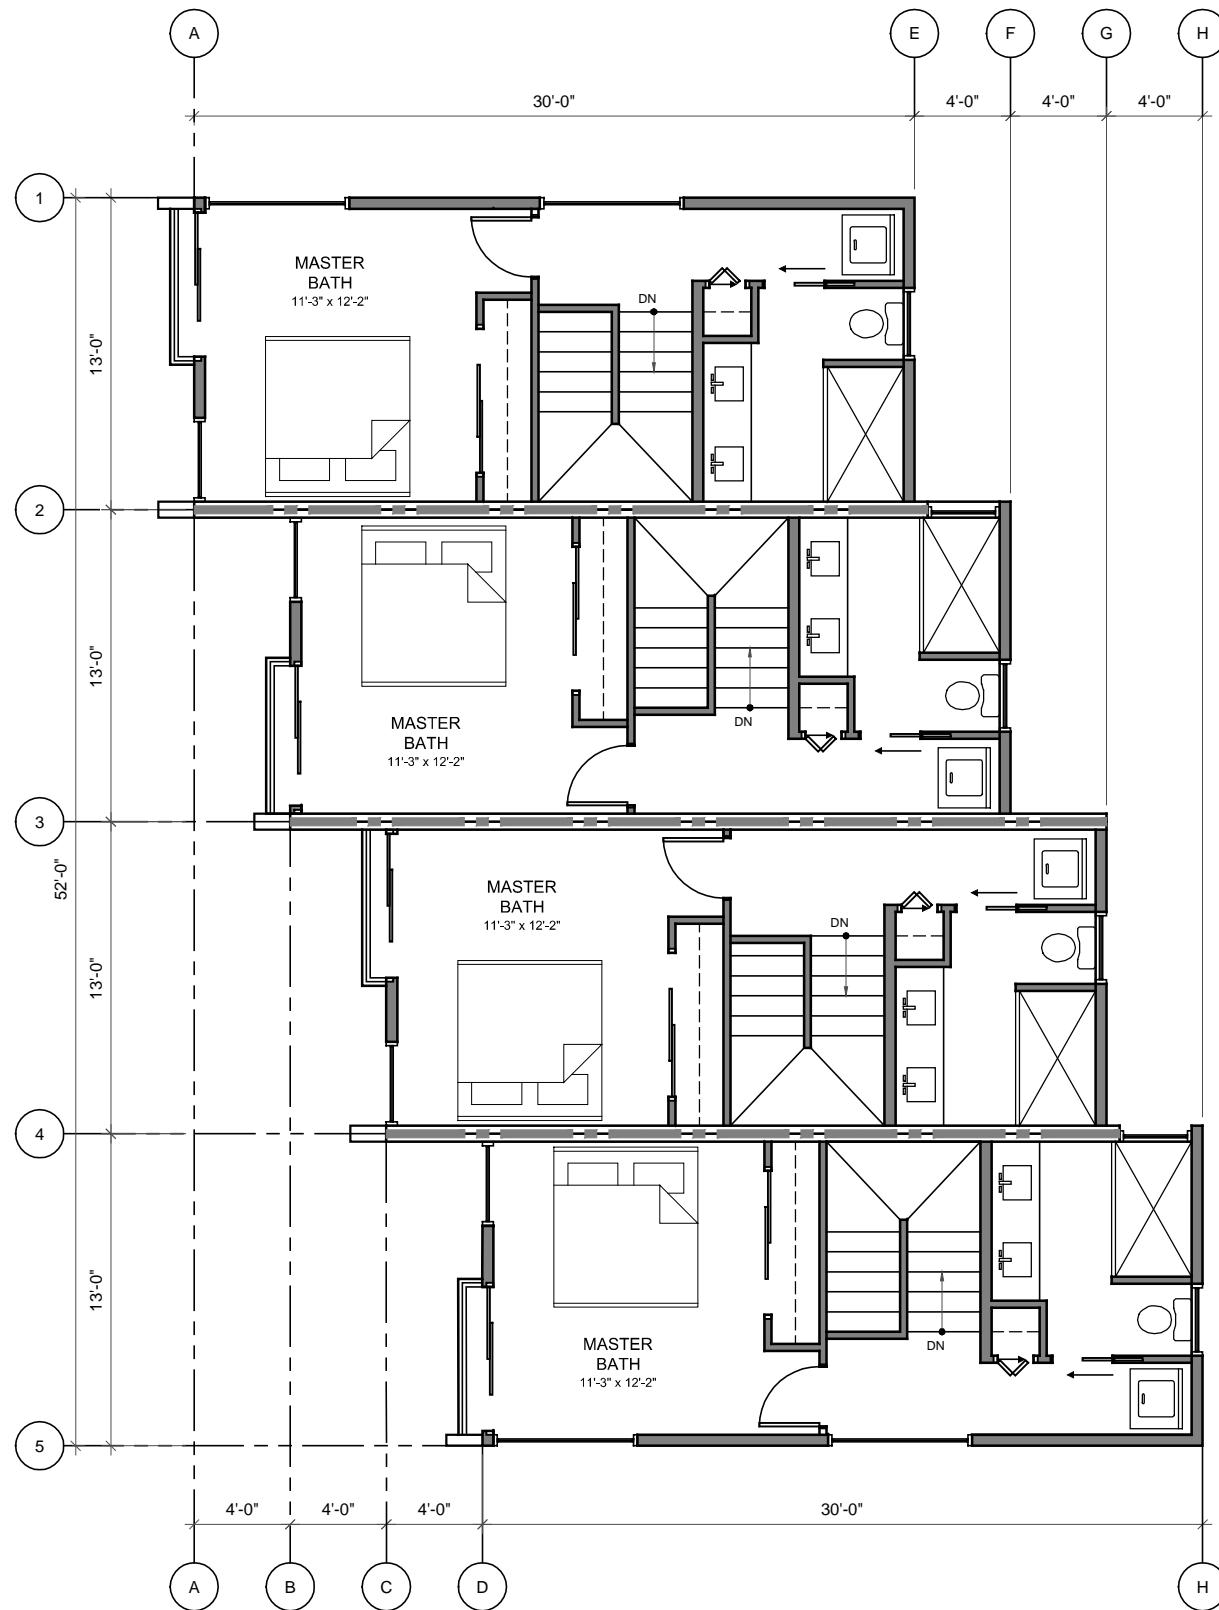 A
E
F
G
H
30'-0"
4'-0"
4'-0"
4'-0"
1
13'-0"
MASTER
BATH
11'-3" x 12'-2"
DN
2
13'-0"
MASTER
BATH
11'-3" x 12'-2"
DN
3
52'-0"
13'-0"
MASTER
BATH
11'-3" x 12'-2"
DN
4
13'-0"
MASTER
BATH
11'-3" x 12'-2"
DN
5
4'-0"
4'-0"
4'-0"
30'-0"
A
B
C
D
H